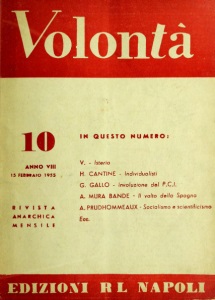 Volontà
10
ANNO VIII
15 FEBBRAIO 1955
RIVISTA
ANARCHICA
MENSILE
IN QUESTO NUMERO:
V. - Isteria
H. CANTINE - Individualisti
G. GALLO - Involuzione del P.C.I.
A. MURA BANDE - Il volto della Spagna
A. PRUDHOMMEAUX - Socialismo e scientificismo
Ecc.
EDIZIONI RL NAPOLI